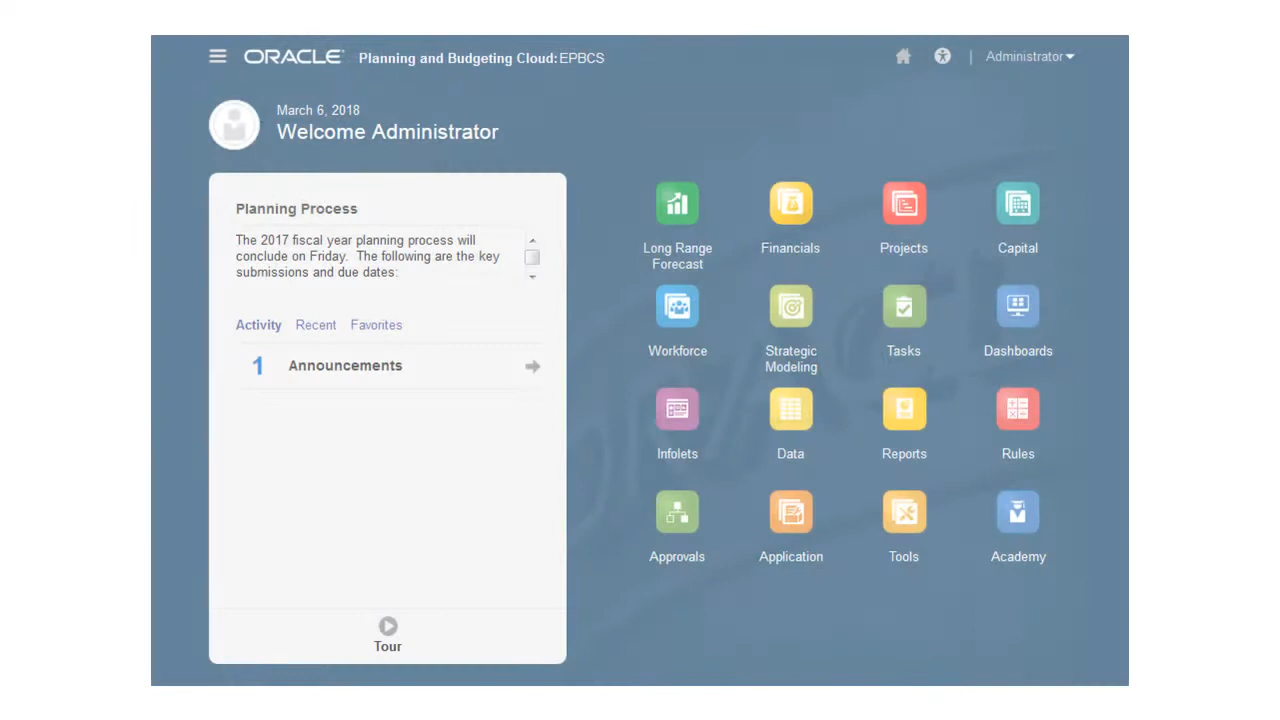 ORACLE Planning and Budgeting Cloud: EPBCS
Administrator
March 6, 2018
Welcome Administrator
Planning Process
The 2017 fiscal year planning process will
conclude on Friday. The following are the key
submissions and due dates:
Activity Recent Favorites
1 Announcements
Tour
Long Range
Forecast
Financials
Projects
Capital
Workforce
Strategic
Modeling
Tasks
Dashboards
Infolets
Data
Reports
Rules
Approvals
Application
Tools
Academy
ORACLE